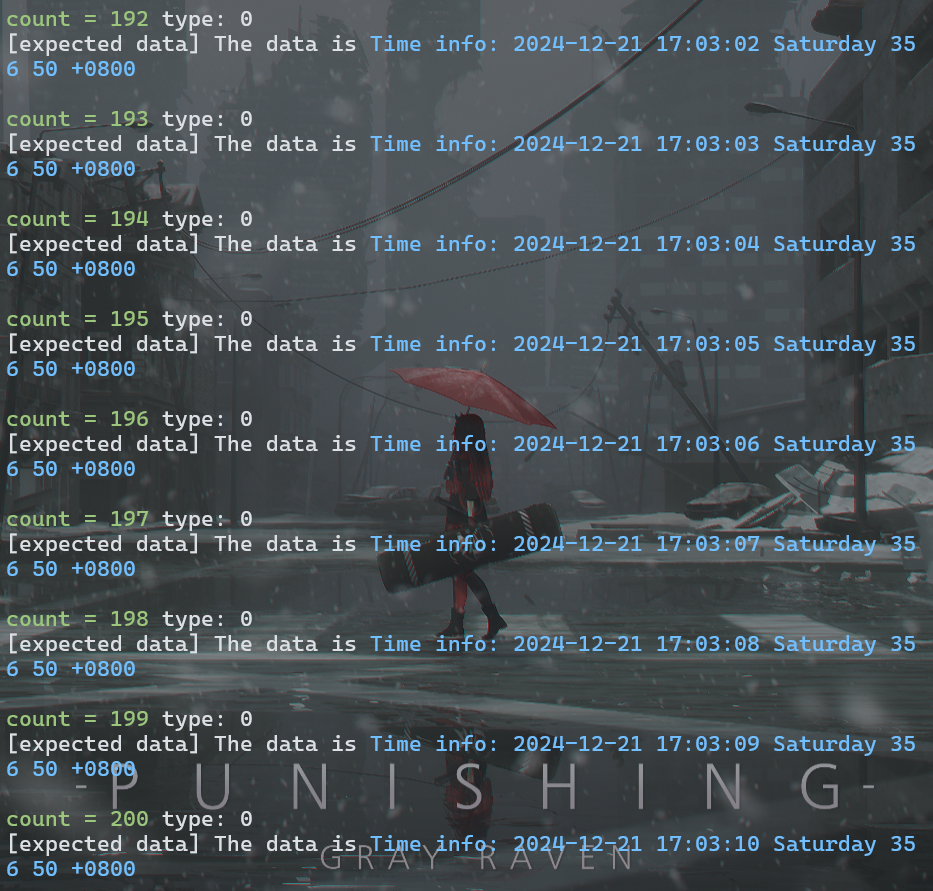 count = 192 type: 0
[expected data] The data is Time info: 2024-12-21 17:03:02 Saturday 35
6 50 +0800
count = 193 type: 0
[expected data] The data is Time info: 2024-12-21 17:03:03 Saturday 35
6 50 +0800
count = 194 type: 0
[expected data] The data is Time info: 2024-12-21 17:03:04 Saturday 35
6 50 +0800
count = 195 type: 0
[expected data] The data is Time info: 2024-12-21 17:03:05 Saturday 35
6 50 +0800
count = 196 type: 0
[expected data] The data is Time info: 2024-12-21 17:03:06 Saturday 35
6 50 +0800
count = 197 type: 0
[expected data] The data is Time info: 2024-12-21 17:03:07 Saturday 35
6 50 +0800
count = 198 type: 0
[expected data] The data is Time info: 2024-12-21 17:03:08 Saturday 35
6 50 +0800
count = 199 type: 0
[expected data] The data is Time info: 2024-12-21 17:03:09 Saturday 35
6 50 +0800
-PUNISHING-
count = 200 type: 0
[expected data] The data is Time info: 2024-12-21 17:03:10 Saturday 35
GRAY RAVEN
6 50 +0800